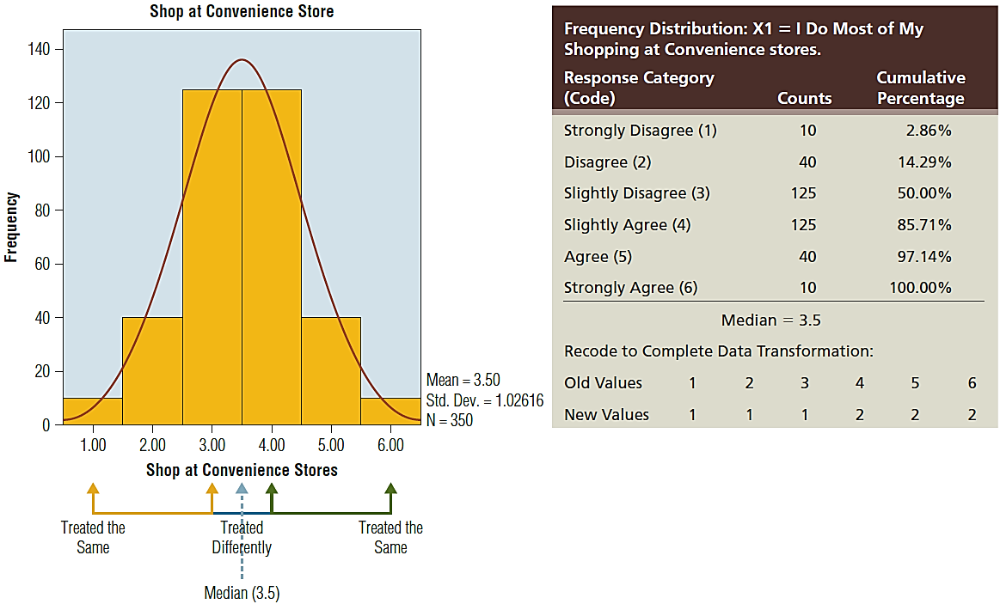 Shop at Convenience Store
Frequency
140
120
100
80
60
40
20
0
1.00 2.00 3.00 4.00 5.00 6.00
Shop at Convenience Stores
Mean = 3.50
Std. Dev. = 1.02616
N = 350
Treated the Same
Treated Differently
Treated the Same
Median (3.5)
Frequency Distribution: X1 = I Do Most of My
Shopping at Convenience stores.
Response Category (Code) Counts Cumulative Percentage
Strongly Disagree (1) 10 2.86%
Disagree (2) 40 14.29%
Slightly Disagree (3) 125 50.00%
Slightly Agree (4) 125 85.71%
Agree (5) 40 97.14%
Strongly Agree (6) 10 100.00%
Median = 3.5
Recode to Complete Data Transformation:
Old Values 1 2 3 4 5 6
New Values 1 1 1 2 2 2